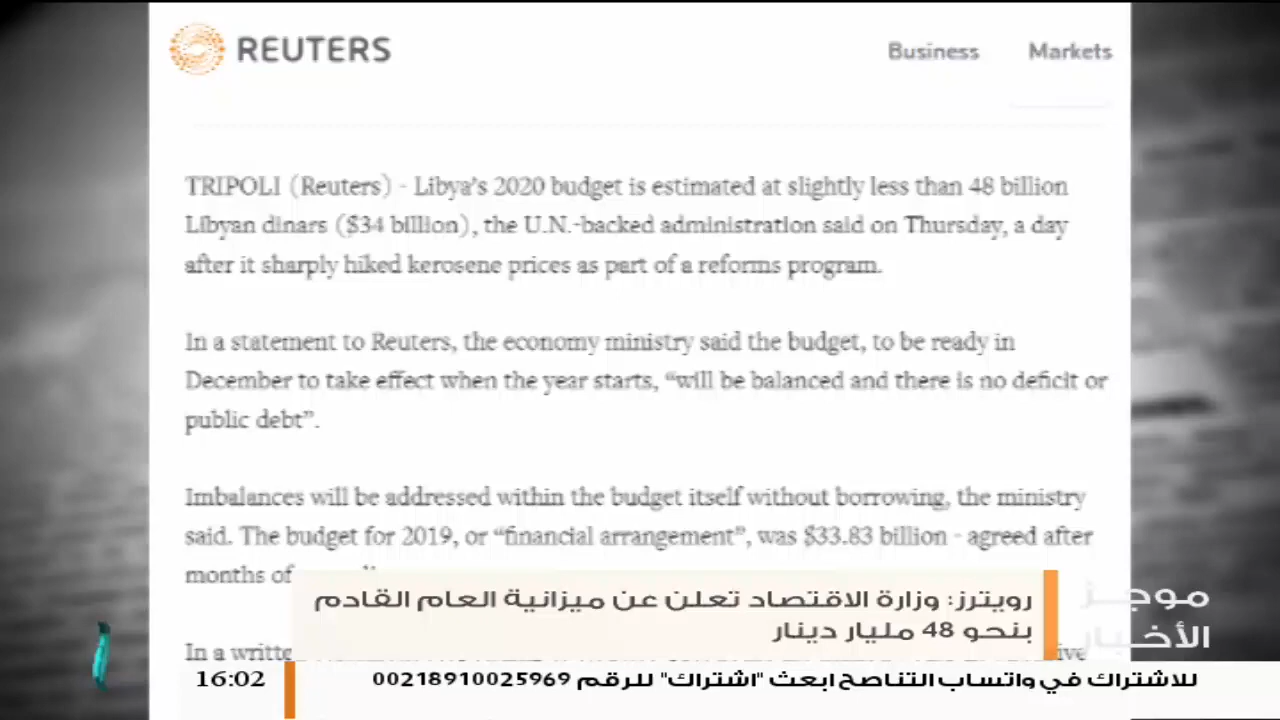 REUTERS
Business Markets
TRIPOLI (Reuters) - Libya's 2020 budget is estimated at slightly less than 48 billion
Libyan dinars ($34 billion), the U.N.-backed administration said on Thursday, a day
after it sharply hiked kerosene prices as part of a reforms program.
In a statement to Reuters, the economy ministry said the budget, to be ready in
December to take effect when the year starts, “will be balanced and there is no deficit or
public debt”.
Imbalances will be addressed within the budget itself without borrowing, the ministry
said. The budget for 2019, or “financial arrangement”, was $33.83 billion - agreed after
months of
In a
رويترز: وزارة الاقتصاد تعلن عن ميزانية العام القادم
بنحو 48 مليار دينار
موجز
الأخبار
16:02
للاشتراك في واتساب التناصح ابعث "اشتراك" للرقم 00218910025969